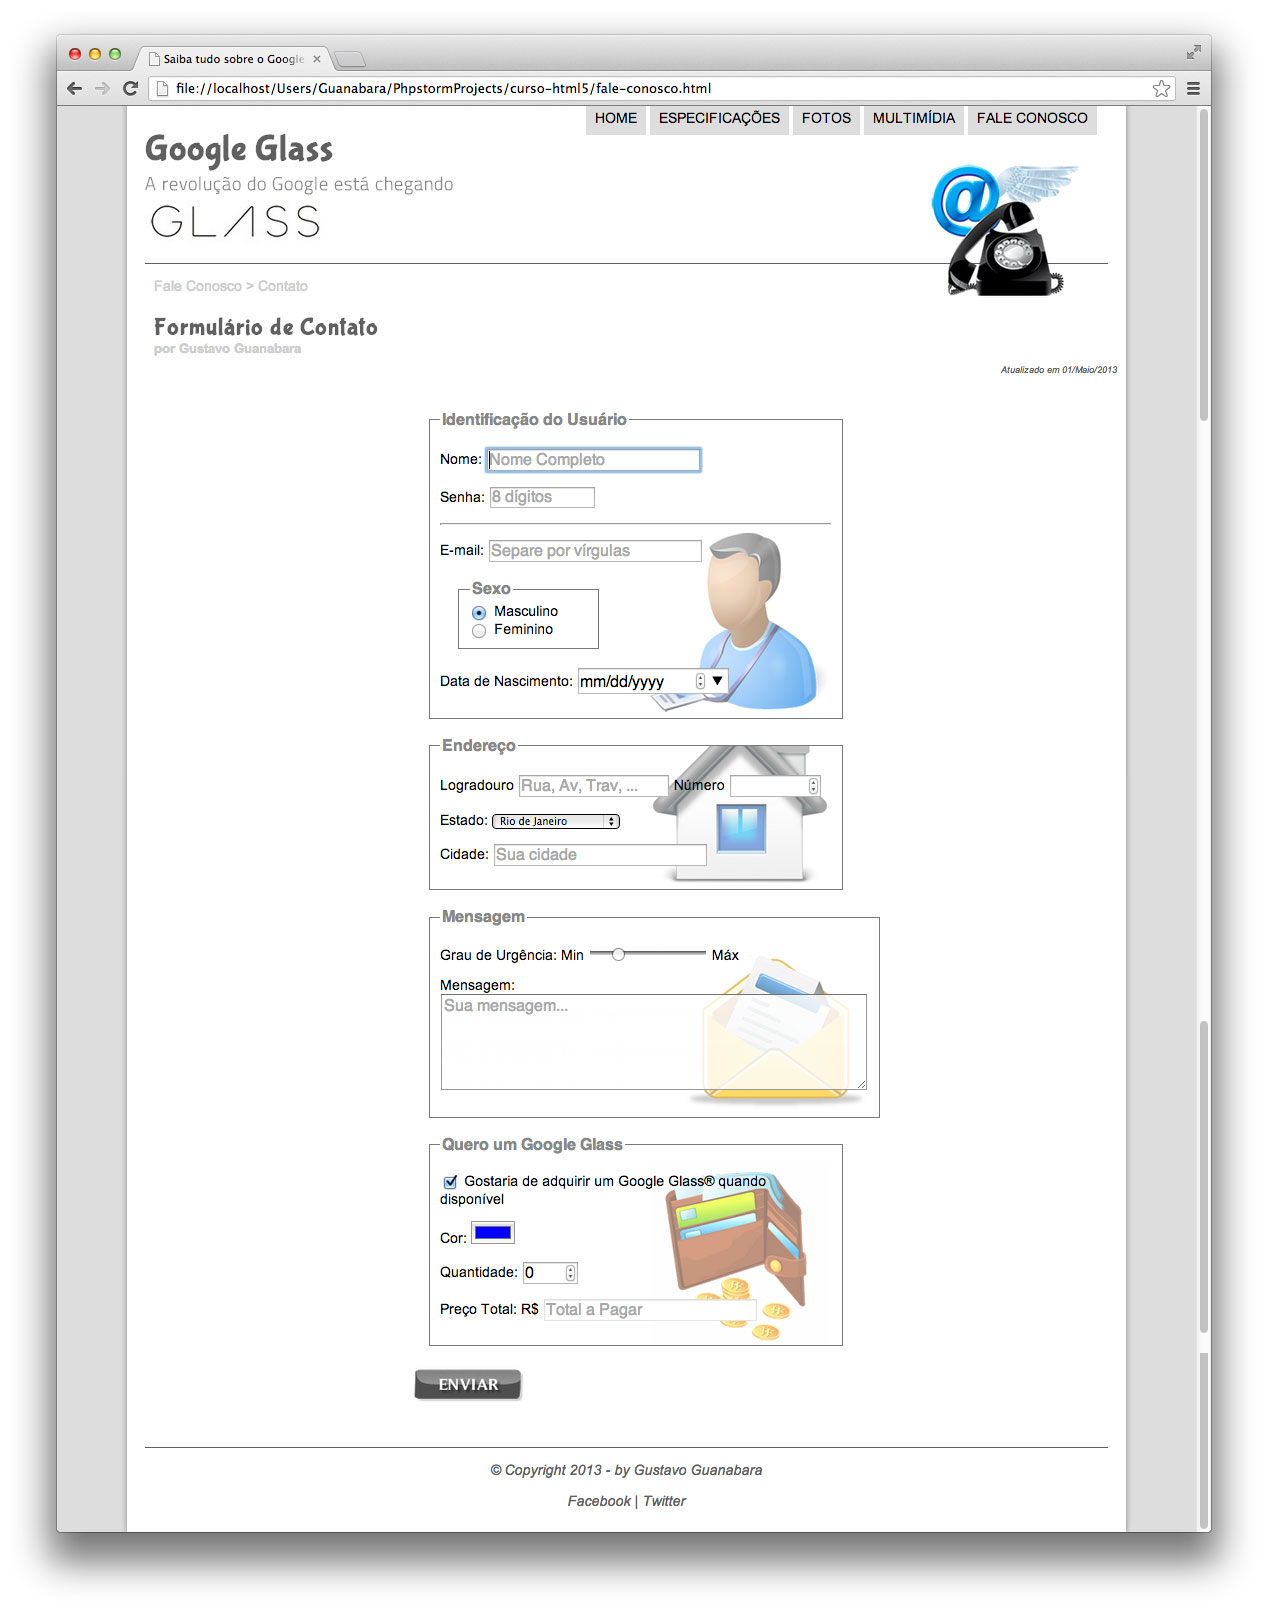 Saiba tudo sobre o Google
file://localhost/Users/Guanabara/PhpstormProjects/curso-html5/fale-conosco.html
HOME ESPECIFICAÇÕES FOTOS MULTIMÍDIA FALE CONOSCO
Google Glass
A revolução do Google está chegando
GLASS
@
Fale Conosco > Contato
Formulário de Contato
por Gustavo Guanabara
Atualizado em 01/Maio/2013
Identificação do Usuário
Nome: Nome Completo
Senha: 8 dígitos
E-mail: Separe por vírgulas
Sexo
Masculino
Feminino
Data de Nascimento: mm/dd/yyyy
Endereço
Logradouro Rua, Av, Trav, ... Número
Estado: Rio de Janeiro
Cidade: Sua cidade
Mensagem
Grau de Urgência: Min Máx
Mensagem:
Sua mensagem...
Quero um Google Glass
Gostaria de adquirir um Google Glass® quando
disponível
Cor:
Quantidade: 0
Preço Total: R$ Total a Pagar
ENVIAR
© Copyright 2013 - by Gustavo Guanabara
Facebook | Twitter